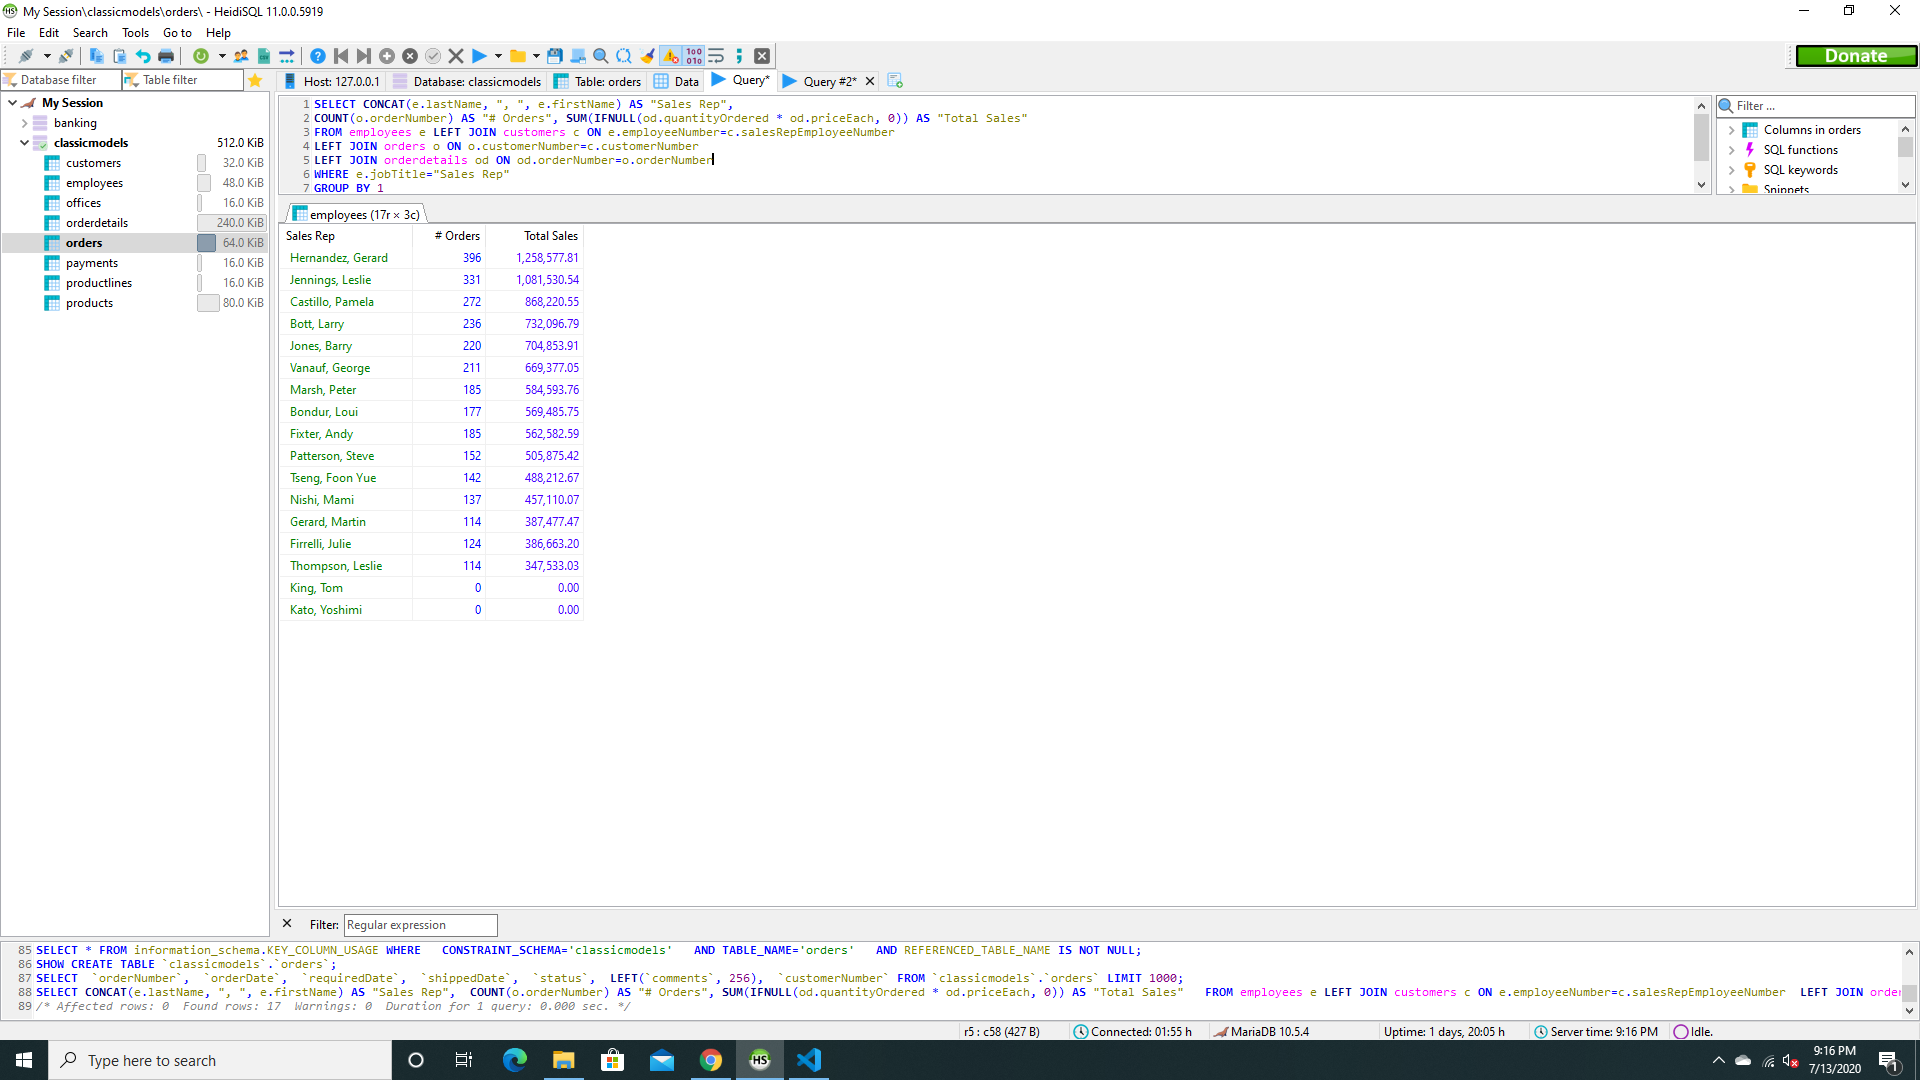 My Session\classicmodels\orders\ - HeidiSQL 11.0.0.5919
File Edit Search Tools Go to Help
Donate
Database filter Table filter
Host: 127.0.0.1 Database: classicmodels Table: orders Data Query* Query #2*
My Session
banking
classicmodels 512.0 KiB
customers 32.0 KiB
employees 48.0 KiB
offices 16.0 KiB
orderdetails 240.0 KiB
orders 64.0 KiB
payments 16.0 KiB
productlines 16.0 KiB
products 80.0 KiB
1 SELECT CONCAT(e.lastName, ", ", e.firstName) AS "Sales Rep",
2 COUNT(o.orderNumber) AS "# Orders", SUM(IFNULL(od.quantityOrdered * od.priceEach, 0)) AS "Total Sales"
3 FROM employees e LEFT JOIN customers c ON e.employeeNumber=c.salesRepEmployeeNumber
4 LEFT JOIN orders o ON o.customerNumber=c.customerNumber
5 LEFT JOIN orderdetails od ON od.orderNumber=o.orderNumber
6 WHERE e.jobTitle="Sales Rep"
7 GROUP BY 1
Filter ...
Columns in orders
SQL functions
SQL keywords
Snippets
employees (17r × 3c)
Sales Rep # Orders Total Sales
Hernandez, Gerard 396 1,258,577.81
Jennings, Leslie 331 1,081,530.54
Castillo, Pamela 272 868,220.55
Bott, Larry 236 732,096.79
Jones, Barry 220 704,853.91
Vanauf, George 211 669,377.05
Marsh, Peter 185 584,593.76
Bondur, Loui 177 569,485.75
Fixter, Andy 185 562,582.59
Patterson, Steve 152 505,875.42
Tseng, Foon Yue 142 488,212.67
Nishi, Mami 137 457,110.07
Gerard, Martin 114 387,477.47
Firrelli, Julie 124 386,663.20
Thompson, Leslie 114 347,533.03
King, Tom 0 0.00
Kato, Yoshimi 0 0.00
Filter: Regular expression
85 SELECT * FROM information_schema.KEY_COLUMN_USAGE WHERE CONSTRAINT_SCHEMA='classicmodels' AND TABLE_NAME='orders' AND REFERENCED_TABLE_NAME IS NOT NULL;
86 SHOW CREATE TABLE `classicmodels`.`orders`;
87 SELECT `orderNumber`, `orderDate`, `requiredDate`, `shippedDate`, `status`, LEFT(`comments`, 256), `customerNumber` FROM `classicmodels`.`orders` LIMIT 1000;
88 SELECT CONCAT(e.lastName, ", ", e.firstName) AS "Sales Rep", COUNT(o.orderNumber) AS "# Orders", SUM(IFNULL(od.quantityOrdered * od.priceEach, 0)) AS "Total Sales" FROM employees e LEFT JOIN customers c ON e.employeeNumber=c.salesRepEmployeeNumber LEFT JOIN order
89 /* Affected rows: 0 Found rows: 17 Warnings: 0 Duration for 1 query: 0.000 sec. */
r5 : c58 (427 B) Connected: 01:55 h MariaDB 10.5.4 Uptime: 1 days, 20:05 h Server time: 9:16 PM Idle.
Type here to search
HS
9:16 PM
7/13/2020
1